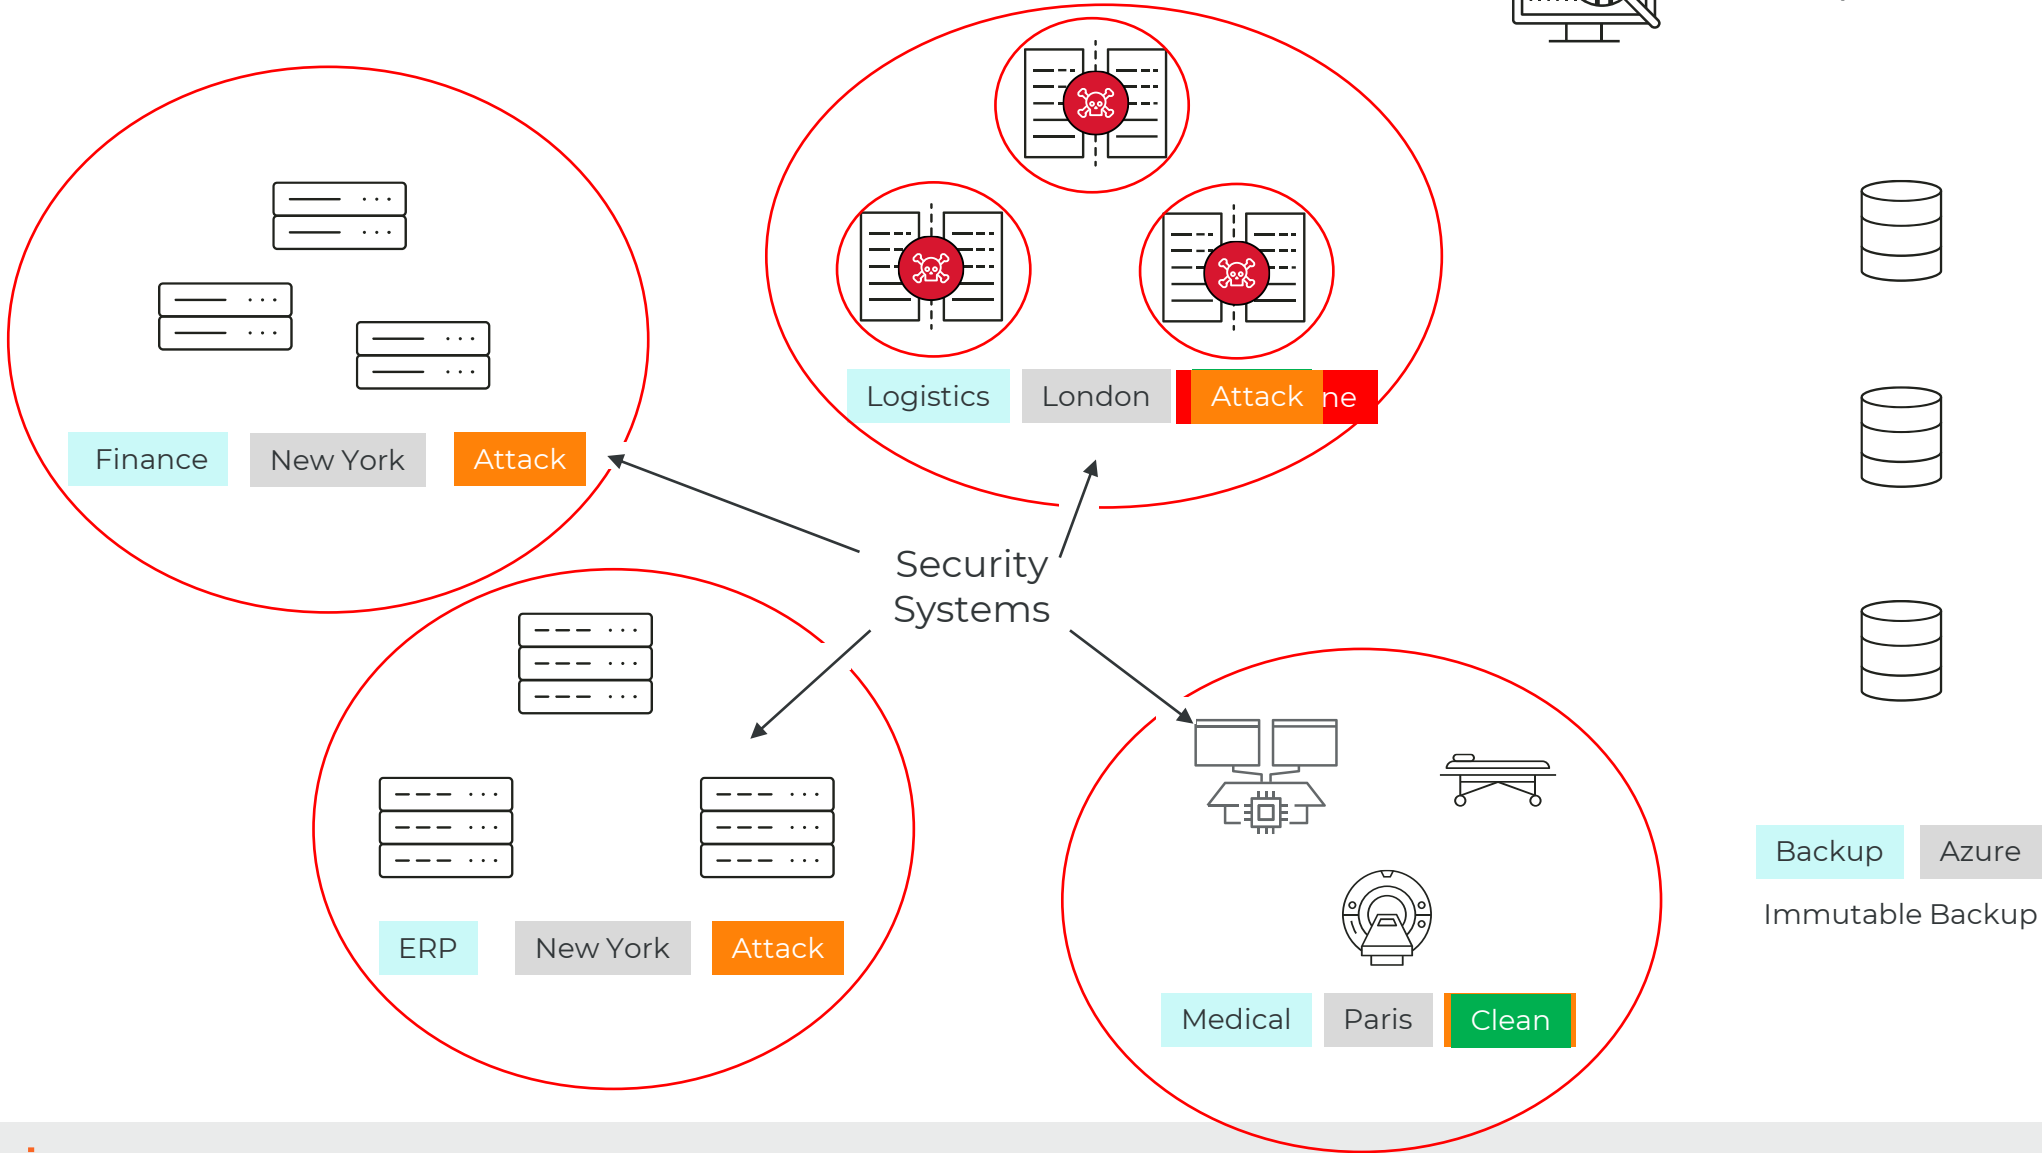 Logistics London Attack ne
Finance New York Attack
Security
Systems
Backup Azure
Immutable Backup
ERP New York Attack
Medical Paris Clean